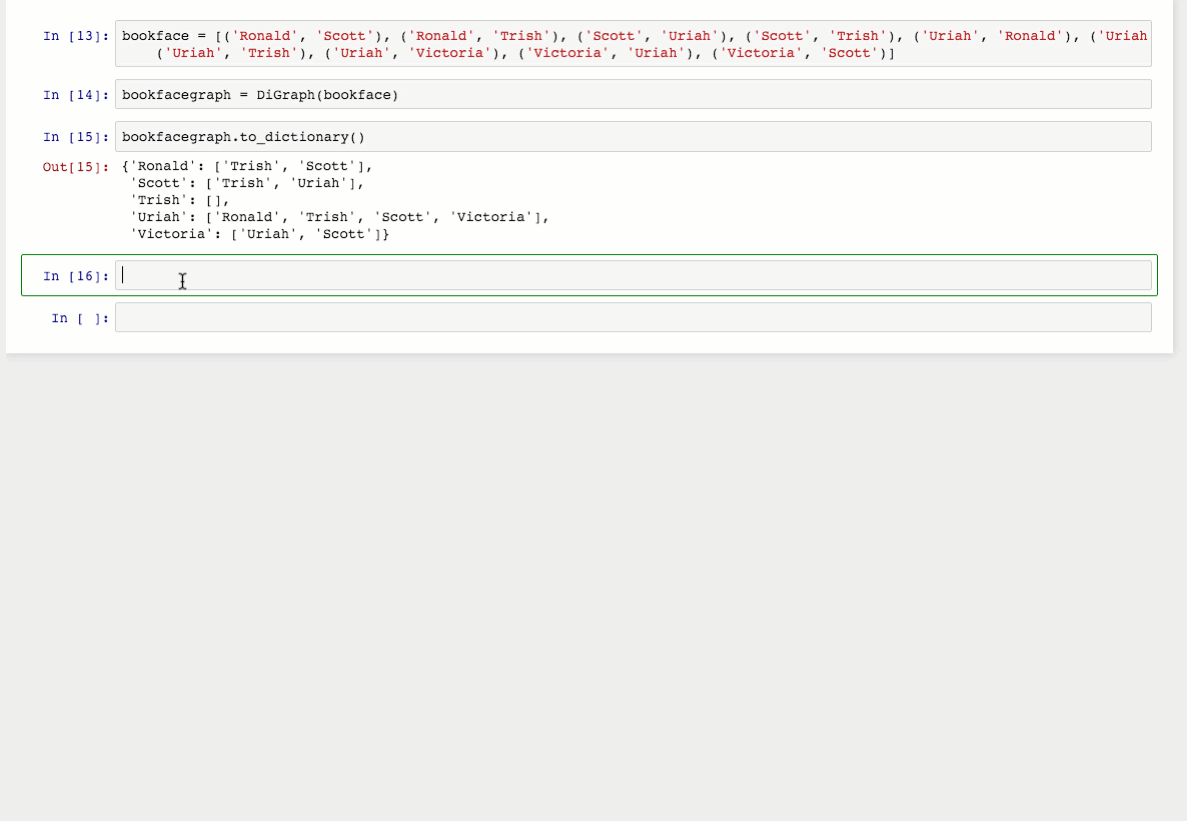 In [13]: bookface = [('Ronald', 'Scott'), ('Ronald', 'Trish'), ('Scott', 'Uriah'), ('Scott', 'Trish'), ('Uriah', 'Ronald'), ('Uriah
('Uriah', 'Trish'), ('Uriah', 'Victoria'), ('Victoria', 'Uriah'), ('Victoria', 'Scott')]
In [14]: bookfacegraph = DiGraph(bookface)
In [15]: bookfacegraph.to_dictionary()
Out[15]: {'Ronald': ['Trish', 'Scott'],
'Scott': ['Trish', 'Uriah'],
'Trish': [],
'Uriah': ['Ronald', 'Trish', 'Scott', 'Victoria'],
'Victoria': ['Uriah', 'Scott']}
In [16]:
In [ ]: